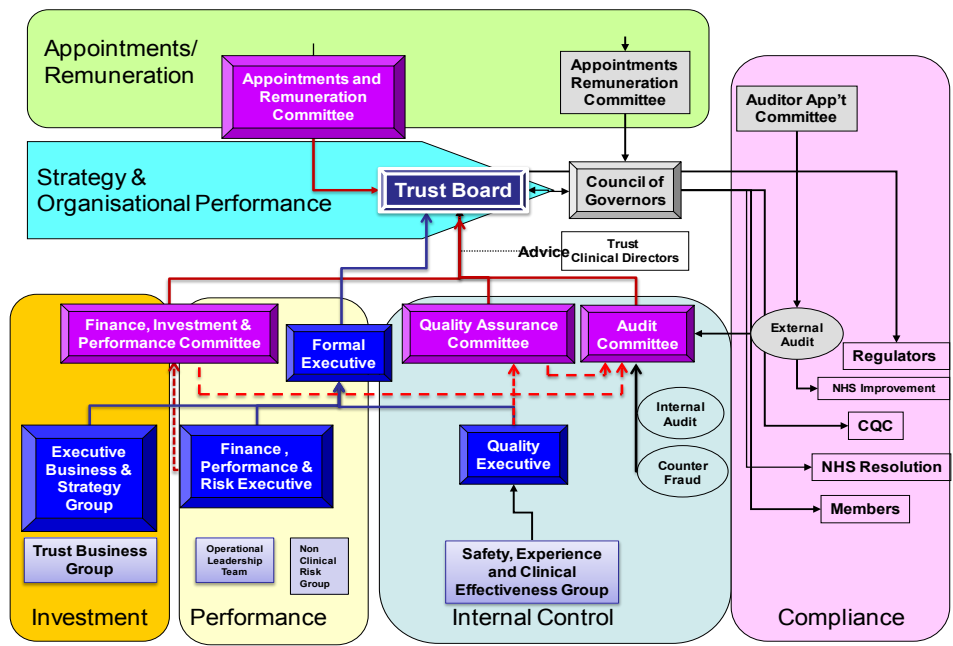 Appointments/
Remuneration
Appointments and
Remuneration
Committee
Appointments
Remuneration
Committee
Auditor App't
Committee
Strategy &
Organisational Performance
Trust Board
Council of
Governors
Advice
Trust
Clinical Directors
Finance, Investment &
Performance Committee
Formal
Executive
Quality Assurance
Committee
Audit
Committee
External
Audit
Regulators
NHS Improvement
CQC
NHS Resolution
Members
Internal
Audit
Counter
Fraud
Executive
Business &
Strategy
Group
Finance ,
Performance &
Risk Executive
Quality
Executive
Trust Business
Group
Operational
Leadership
Team
Non
Clinical
Risk
Group
Safety, Experience
and Clinical
Effectiveness Group
Investment
Performance
Internal Control
Compliance